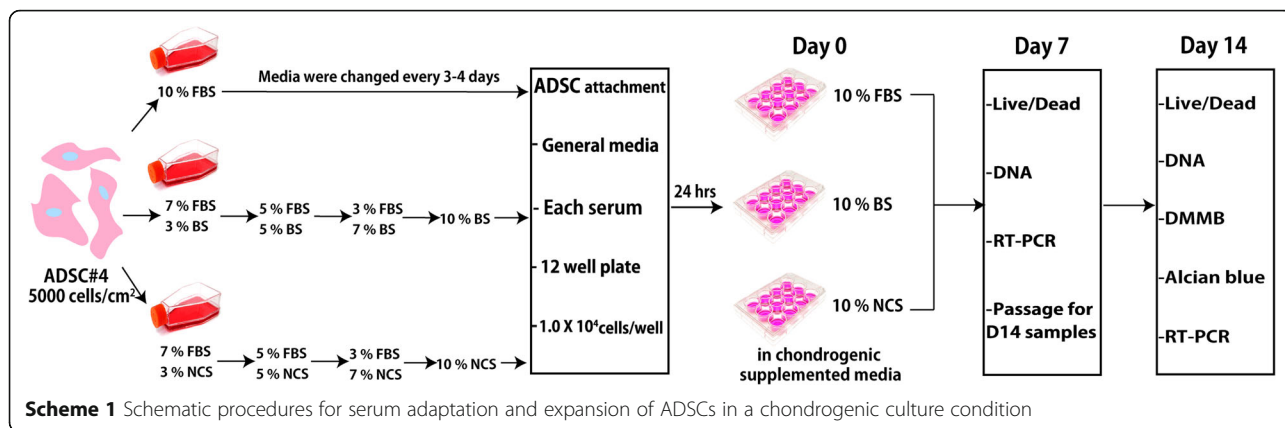 10 % FBS
Media were changed every 3-4 days
ADSC#4
5000 cells/cm²
7 % FBS
3 % BS
5 % FBS
5 % BS
3 % FBS
7 % BS
10 % BS
7 % FBS
3 % NCS
5 % FBS
5 % NCS
3 % FBS
7 % NCS
10 % NCS
ADSC attachment
-General media
-Each serum
-12 well plate
-1.0 X 10⁴cells/well
24 hrs
Day 0
10 % FBS
10 % BS
10 % NCS
in chondrogenic
supplemented media
Day 7
-Live/Dead
-DNA
-RT-PCR
-Passage for
D14 samples
Day 14
-Live/Dead
-DNA
-DMMB
-Alcian blue
-RT-PCR
Scheme 1 Schematic procedures for serum adaptation and expansion of ADSCs in a chondrogenic culture condition